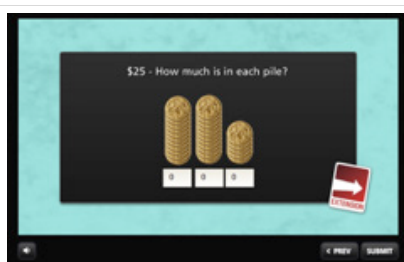 $25 - How much is in each pile?
0 0 0
EXTENSION
< PREV SUBMIT